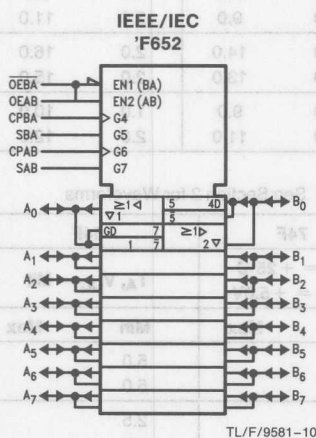 IEEE/IEC
'F652
OEBA EN1 (BA)
OEAB EN2 (AB)
CPBA G4
SBA G5
CPAB G6
SAB G7
A0 ≥1 ◁ 5 4D B0
▽1 5
GD 7 ≥1 ▷
1 7 2 ▽
A1 B1
A2 B2
A3 B3
A4 B4
A5 B5
A6 B6
A7 B7
TL/F/9581-10